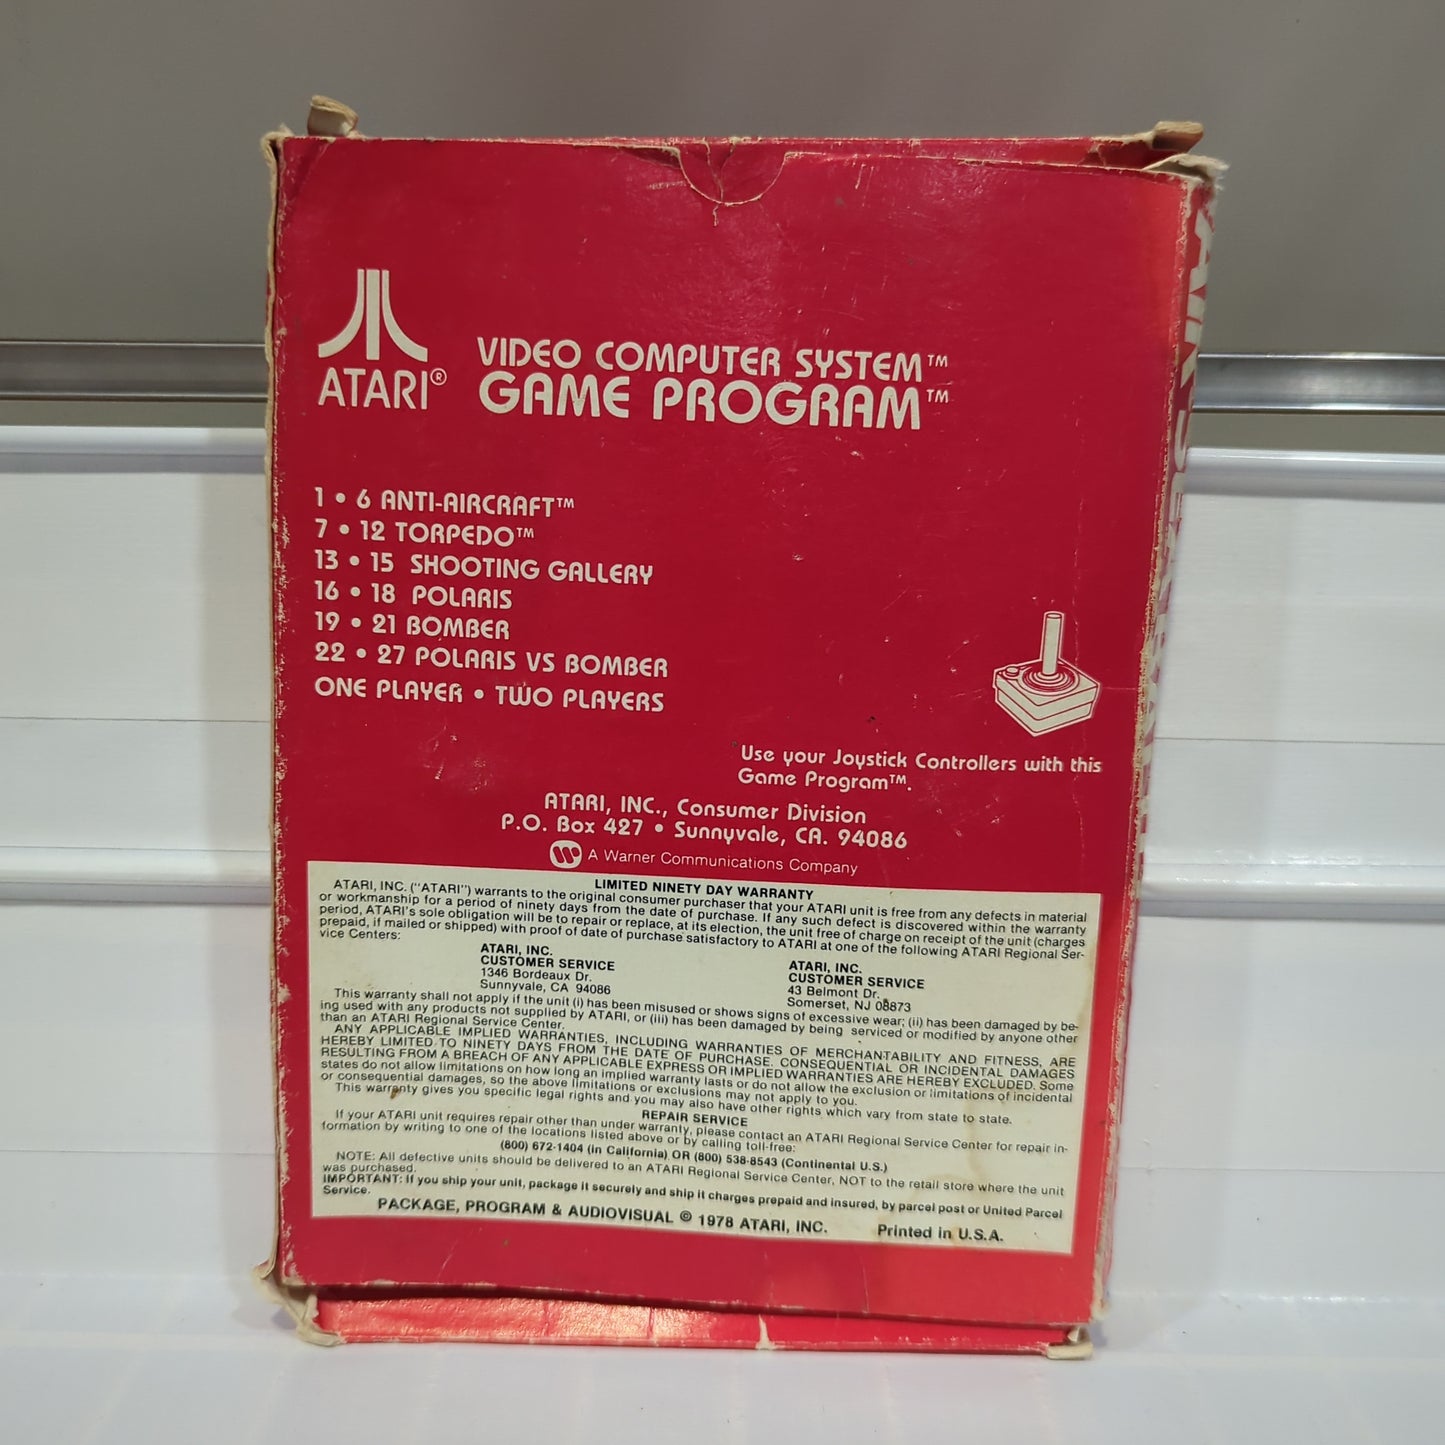 ATARI®
VIDEO COMPUTER SYSTEM™
GAME PROGRAM™
1 • 6 ANTI-AIRCRAFT™
7 • 12 TORPEDO™
13 • 15 SHOOTING GALLERY
16 • 18 POLARIS
19 • 21 BOMBER
22 • 27 POLARIS VS BOMBER
ONE PLAYER • TWO PLAYERS
Use your Joystick Controllers with this
Game Program™.
ATARI, INC., Consumer Division
P.O. Box 427 • Sunnyvale, CA. 94086
A Warner Communications Company
LIMITED NINETY DAY WARRANTY
ATARI, INC. ("ATARI") warrants to the original consumer purchaser that your ATARI unit is free from any defects in material
or workmanship for a period of ninety days from the date of purchase. If any such defect is discovered within the warranty
period, ATARI's sole obligation will be to repair or replace, at its election, the unit free of charge on receipt of the unit (charges
prepaid, if mailed or shipped) with proof of date of purchase satisfactory to ATARI at one of the following ATARI Regional Ser-
vice Centers:
ATARI, INC.
CUSTOMER SERVICE
1346 Bordeaux Dr.
Sunnyvale, CA 94086
ATARI, INC.
CUSTOMER SERVICE
43 Belmont Dr.
Somerset, NJ 08873
This warranty shall not apply if the unit (i) has been misused or shows signs of excessive wear; (ii) has been damaged by be-
ing used with any products not supplied by ATARI, or (iii) has been damaged by being serviced or modified by anyone other
than an ATARI Regional Service Center.
ANY APPLICABLE IMPLIED WARRANTIES, INCLUDING WARRANTIES OF MERCHANTABILITY AND FITNESS, ARE
HEREBY LIMITED TO NINETY DAYS FROM THE DATE OF PURCHASE. CONSEQUENTIAL OR INCIDENTAL DAMAGES
RESULTING FROM A BREACH OF ANY APPLICABLE EXPRESS OR IMPLIED WARRANTIES ARE HEREBY EXCLUDED. Some
states do not allow limitations on how long an implied warranty lasts or do not allow the exclusion or limitations of incidental
or consequential damages, so the above limitations or exclusions may not apply to you.
This warranty gives you specific legal rights and you may also have other rights which vary from state to state.
REPAIR SERVICE
If your ATARI unit requires repair other than under warranty, please contact an ATARI Regional Service Center for repair in-
formation by writing to one of the locations listed above or by calling toll-free:
(800) 672-1404 (in California) OR (800) 538-8543 (Continental U.S.)
NOTE: All defective units should be delivered to an ATARI Regional Service Center, NOT to the retail store where the unit
was purchased.
IMPORTANT: If you ship your unit, package it securely and ship it charges prepaid and insured, by parcel post or United Parcel
Service.
PACKAGE, PROGRAM & AUDIOVISUAL © 1978 ATARI, INC. Printed in U.S.A.